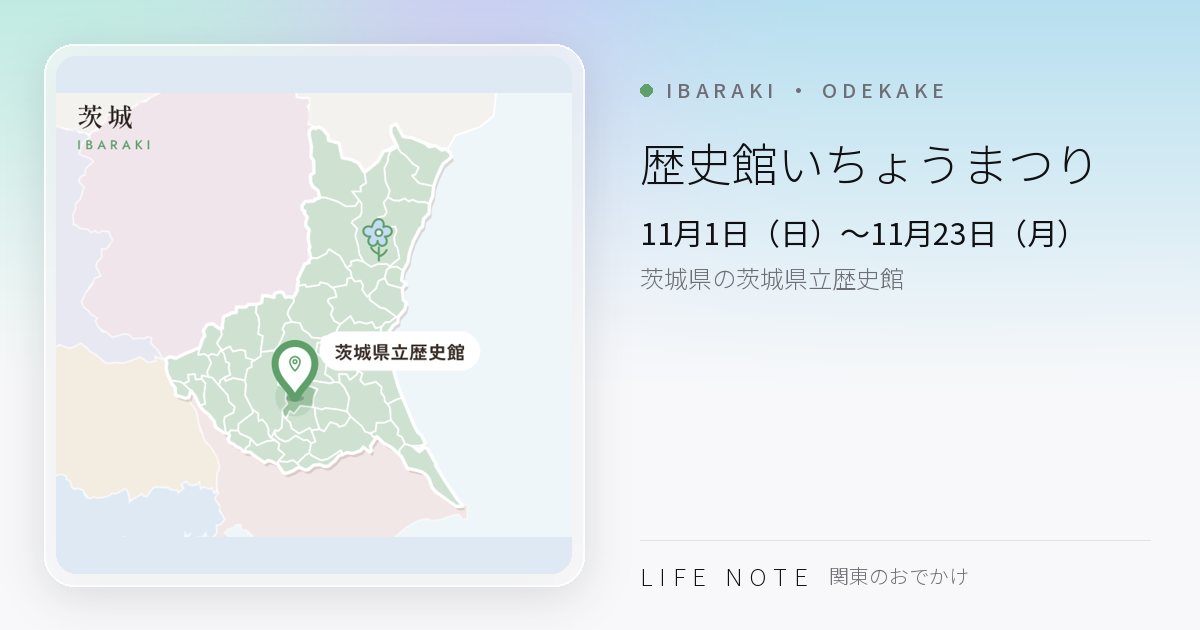 茨城
IBARAKI
茨城県立歴史館
IBARAKI ・ ODEKAKE
歴史館いちょうまつり
11月1日（日）〜11月23日（月）
茨城県の茨城県立歴史館
LIFE NOTE 関東のおでかけ